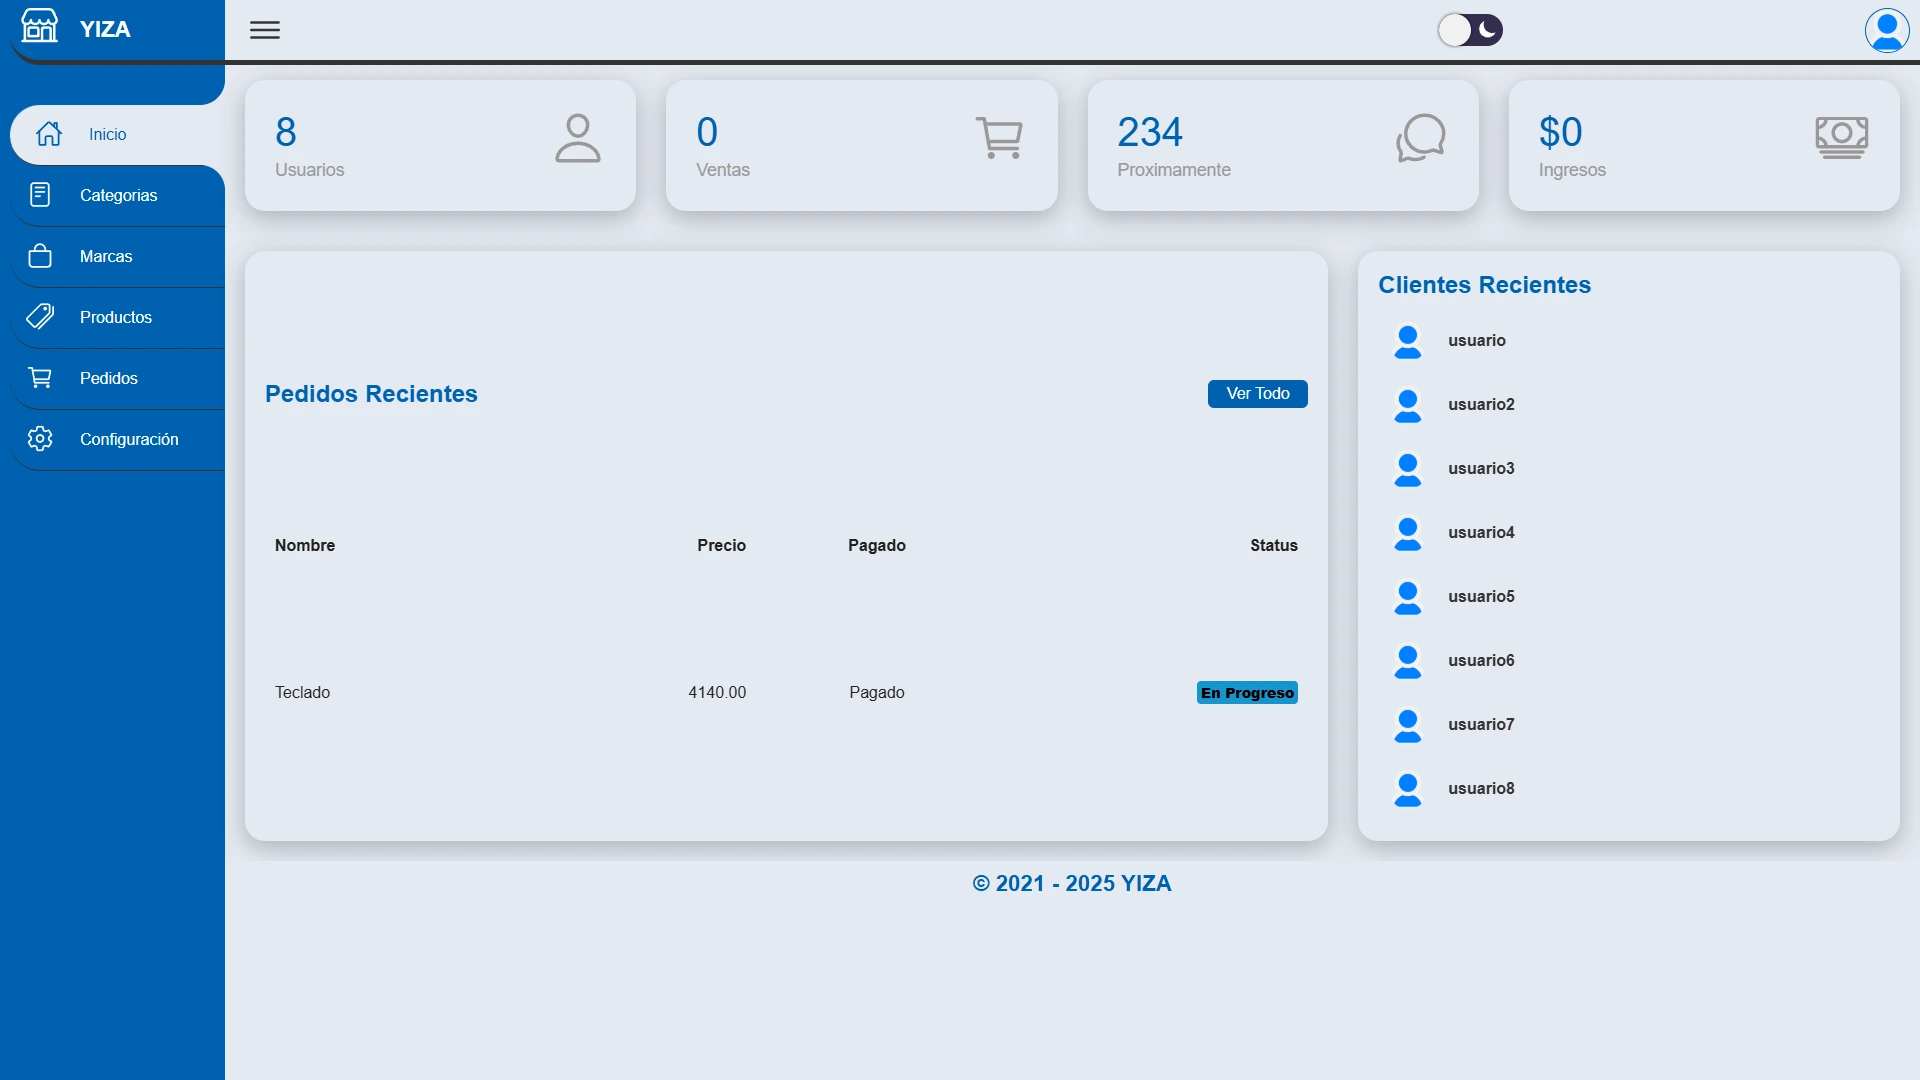 YIZA
Inicio
Categorias
Marcas
Productos
Pedidos
Configuración
8
Usuarios
0
Ventas
234
Proximamente
$0
Ingresos
Pedidos Recientes
Ver Todo
Nombre Precio Pagado Status
Teclado 4140.00 Pagado En Progreso
Clientes Recientes
usuario
usuario2
usuario3
usuario4
usuario5
usuario6
usuario7
usuario8
© 2021 - 2025 YIZA